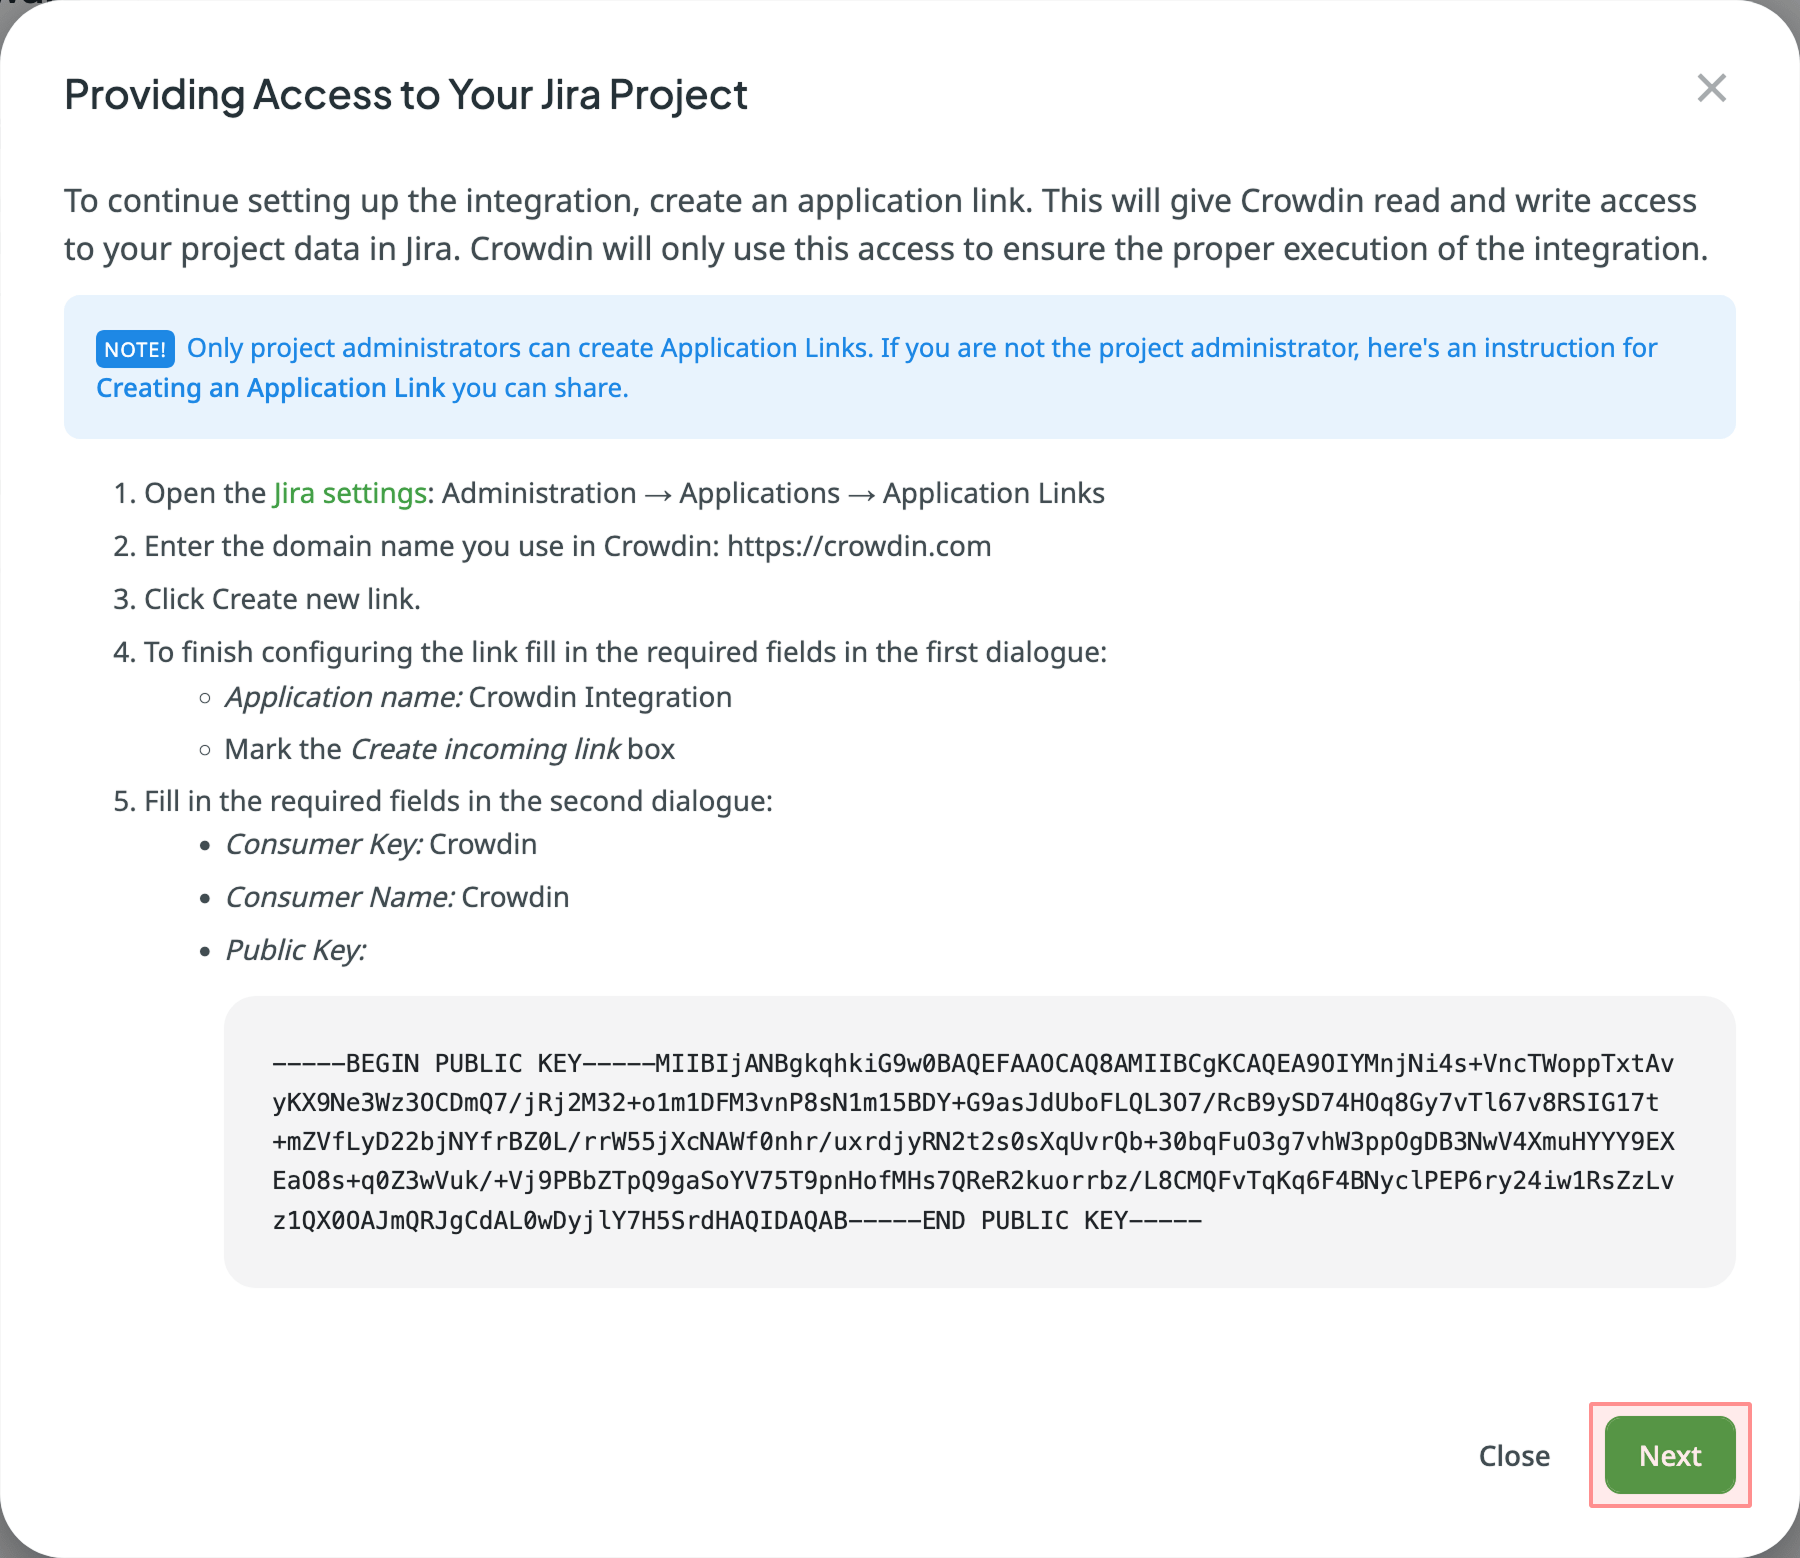 Providing Access to Your Jira Project
To continue setting up the integration, create an application link. This will give Crowdin read and write access
to your project data in Jira. Crowdin will only use this access to ensure the proper execution of the integration.
NOTE! Only project administrators can create Application Links. If you are not the project administrator, here's an instruction for
Creating an Application Link you can share.
1. Open the Jira settings: Administration → Applications → Application Links
2. Enter the domain name you use in Crowdin: https://crowdin.com
3. Click Create new link.
4. To finish configuring the link fill in the required fields in the first dialogue:
○ Application name: Crowdin Integration
○ Mark the Create incoming link box
5. Fill in the required fields in the second dialogue:
• Consumer Key: Crowdin
• Consumer Name: Crowdin
• Public Key:
-----BEGIN PUBLIC KEY-----MIIBIjANBgkqhkiG9w0BAQEFAAOCAQ8AMIIBCgKCAQEA9OIYMnjNi4s+VncTWoppTxtAv
yKX9Ne3Wz3OCDmQ7/jRj2M32+o1m1DFM3vnP8sN1m15BDY+G9asJdUboFLQL3O7/RcB9ySD74HOq8Gy7vTl67v8RSIG17t
+mZVfLyD22bjNYfrBZ0L/rrW55jXcNAWf0nhr/uxrdjyRN2t2s0sXqUvrQb+30bqFuO3g7vhW3ppOgDB3NwV4XmuHYYY9EX
EaO8s+q0Z3wVuk/+Vj9PBbZTpQ9gaSoYV75T9pnHofMHs7QReR2kuorrbz/L8CMQFvTqKq6F4BNyclPEP6ry24iw1RsZzLv
z1QX0OAJmQRJgCdAL0wDyjlY7H5SrdHAQIDAQAB-----END PUBLIC KEY-----
Close
Next